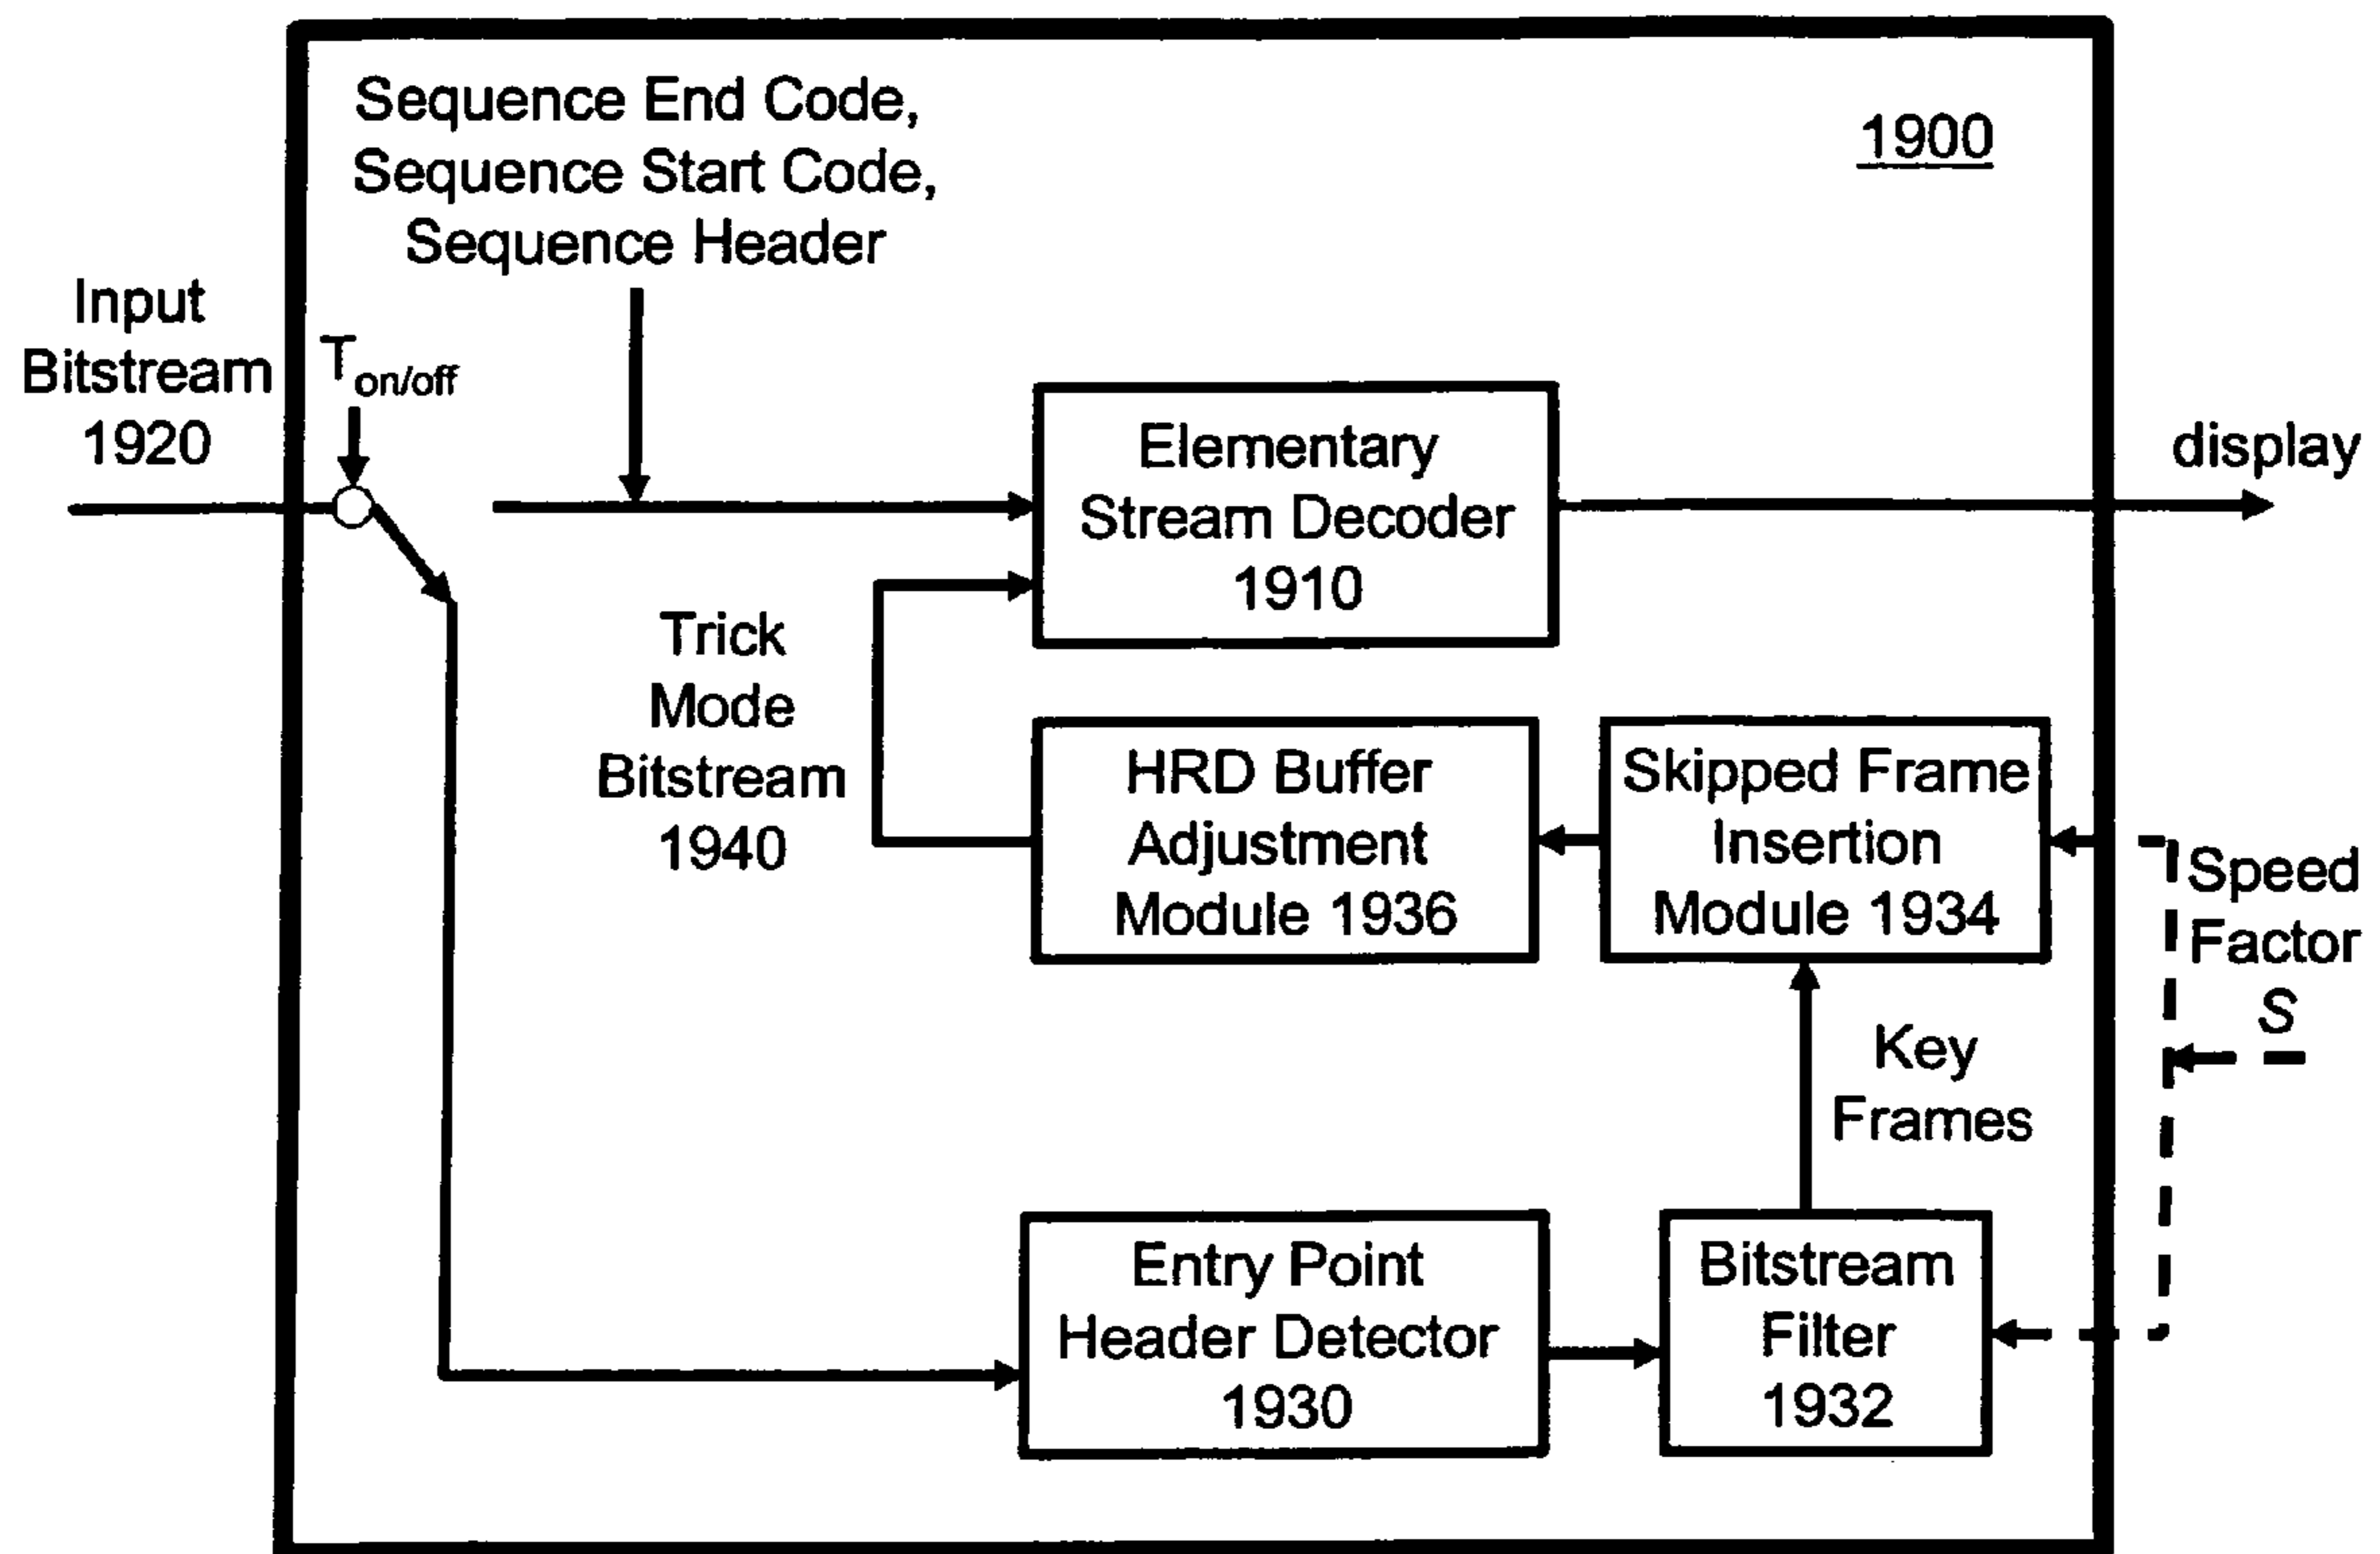 Sequence End Code,
Sequence Start Code,
Sequence Header
1900
Input
Bitstream
1920
Ton/off
Elementary
Stream Decoder
1910
display
Trick
Mode
Bitstream
1940
HRD Buffer
Adjustment
Module 1936
Skipped Frame
Insertion
Module 1934
Speed
Factor
S
Key
Frames
Entry Point
Header Detector
1930
Bitstream
Filter
1932